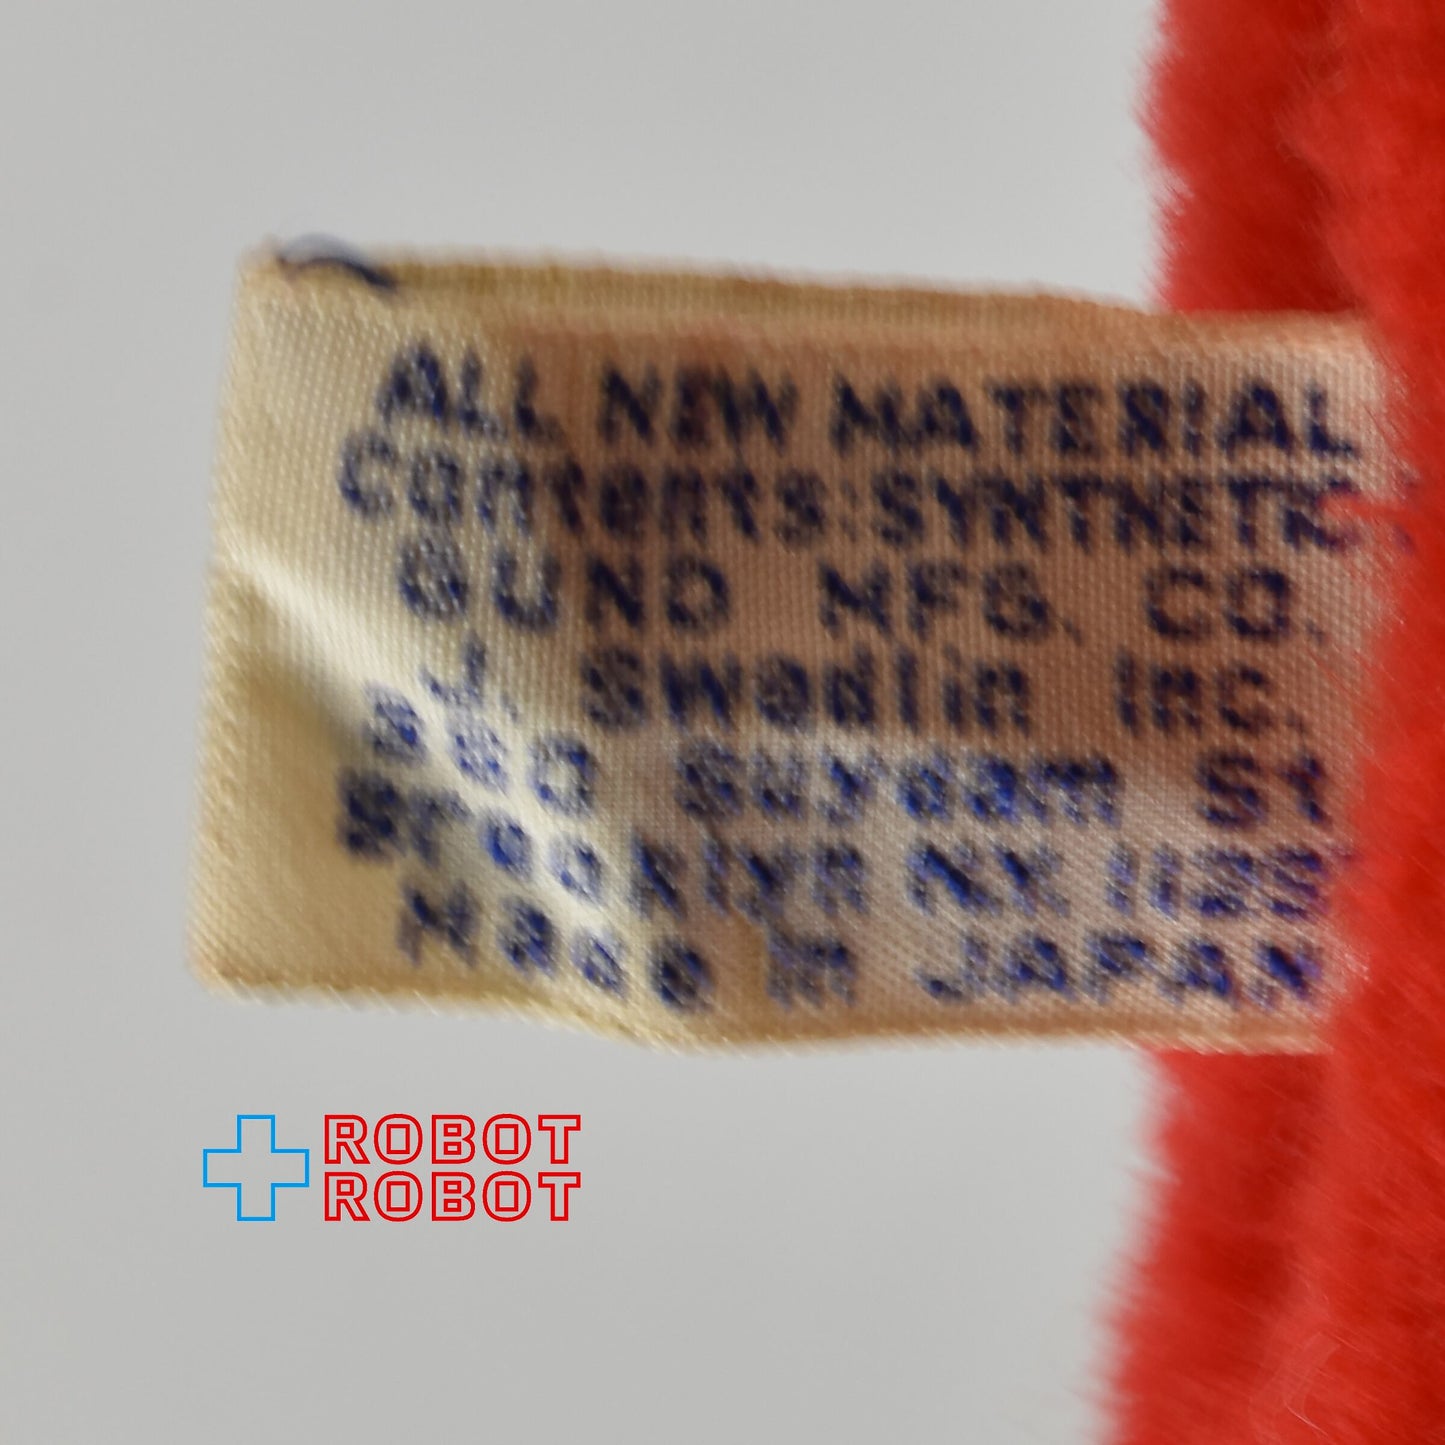 ALL NEW MATERIAL
Contents:SYNTHETIC
GUND MFG. CO.
J. Swedlin Inc.
Suydam St
Brooklyn NY
Made in JAPAN
ROBOT
ROBOT